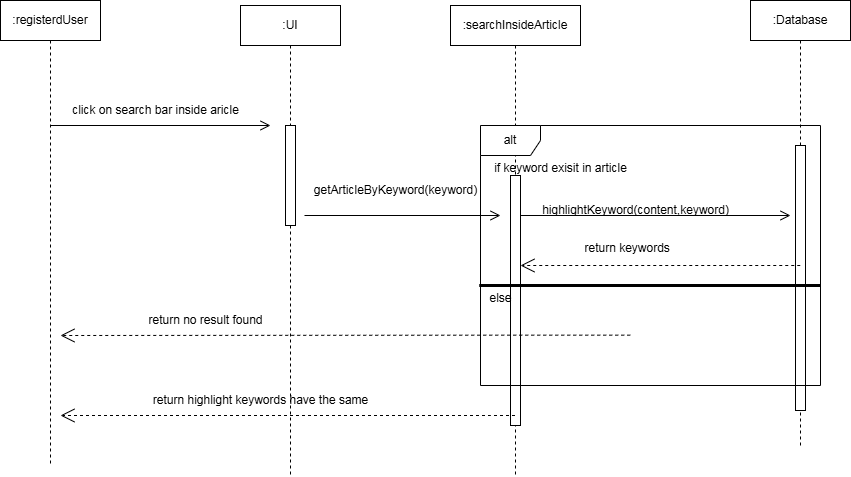 :registerdUser
:UI
:searchInsideArticle
:Database
click on search bar inside aricle
alt
if keyword exisit in article
getArticleByKeyword(keyword)
highlightKeyword(content,keyword)
return keywords
else
return no result found
return highlight keywords have the same